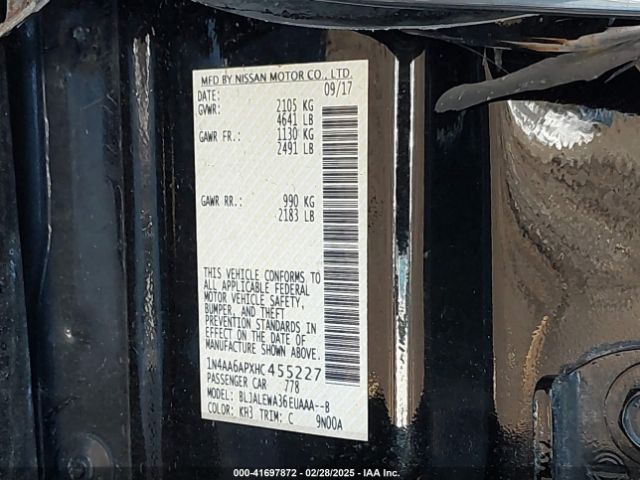 MFD BY NISSAN MOTOR CO., LTD.
DATE: 09/17
GVWR: 2105 KG
4641 LB
GAWR FR.: 1130 KG
2491 LB
GAWR RR.: 990 KG
2183 LB
THIS VEHICLE CONFORMS TO
ALL APPLICABLE FEDERAL
MOTOR VEHICLE SAFETY,
BUMPER, AND THEFT
PREVENTION STANDARDS IN
EFFECT ON THE DATE OF
MANUFACTURE SHOWN ABOVE.
1N4AA6APXHC455227
PASSENGER CAR 778
MODEL: BLJALEWA36EUAAA--B
COLOR: KH3 TRIM: C 9N00A
000-41697872 / 02/28/2025 - IAA Inc.